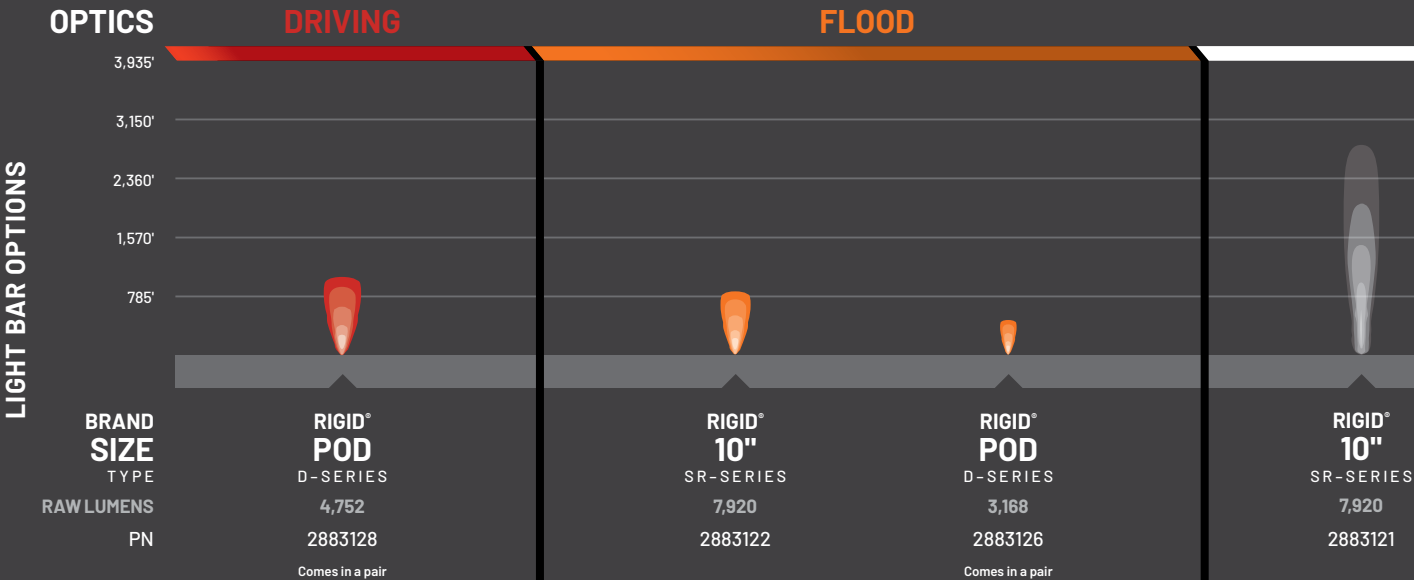 OPTICS DRIVING FLOOD
3,935'
3,150'
2,360'
1,570'
785'
LIGHT BAR OPTIONS
BRAND RIGID® RIGID® RIGID® RIGID®
SIZE POD 10" POD 10"
TYPE D-SERIES SR-SERIES D-SERIES SR-SERIES
RAW LUMENS 4,752 7,920 3,168 7,920
PN 2883128 2883122 2883126 2883121
Comes in a pair Comes in a pair